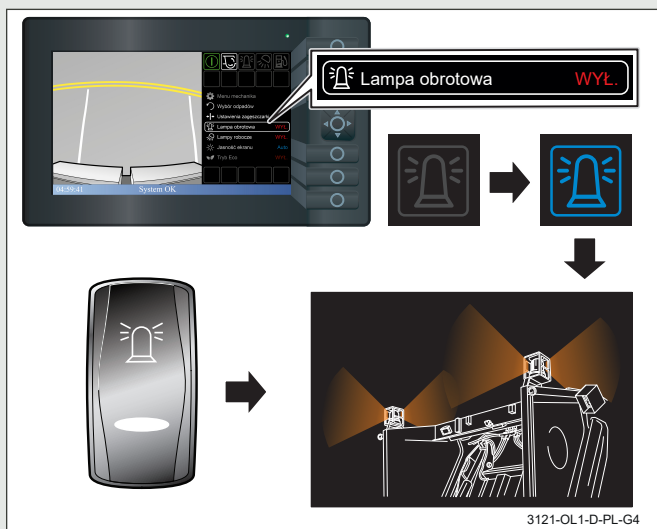 Lampa obrotowa WYŁ.
Menu mechanika
Wybór odpadów
Ustawienia zagęszczania
Lampa obrotowa WYŁ.
Lampy robocze WYŁ.
Jasność ekranu Auto
Tryb Eco WYŁ.
04:59:41 System OK
3121-OL1-D-PL-G4